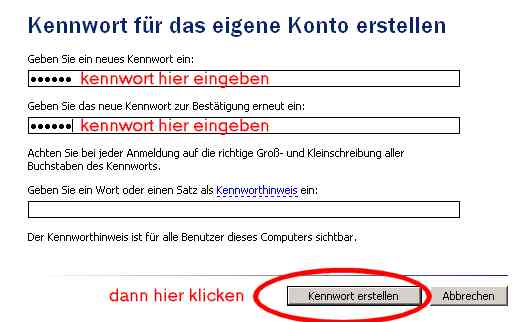 Kennwort für das eigene Konto erstellen
Geben Sie ein neues Kennwort ein:
●●●●●● kennwort hier eingeben
Geben Sie das neue Kennwort zur Bestätigung erneut ein:
●●●●●● kennwort hier eingeben
Achten Sie bei jeder Anmeldung auf die richtige Groß- und Kleinschreibung aller
Buchstaben des Kennworts.
Geben Sie ein Wort oder einen Satz als Kennworthinweis ein:
Der Kennworthinweis ist für alle Benutzer dieses Computers sichtbar.
dann hier klicken Kennwort erstellen Abbrechen